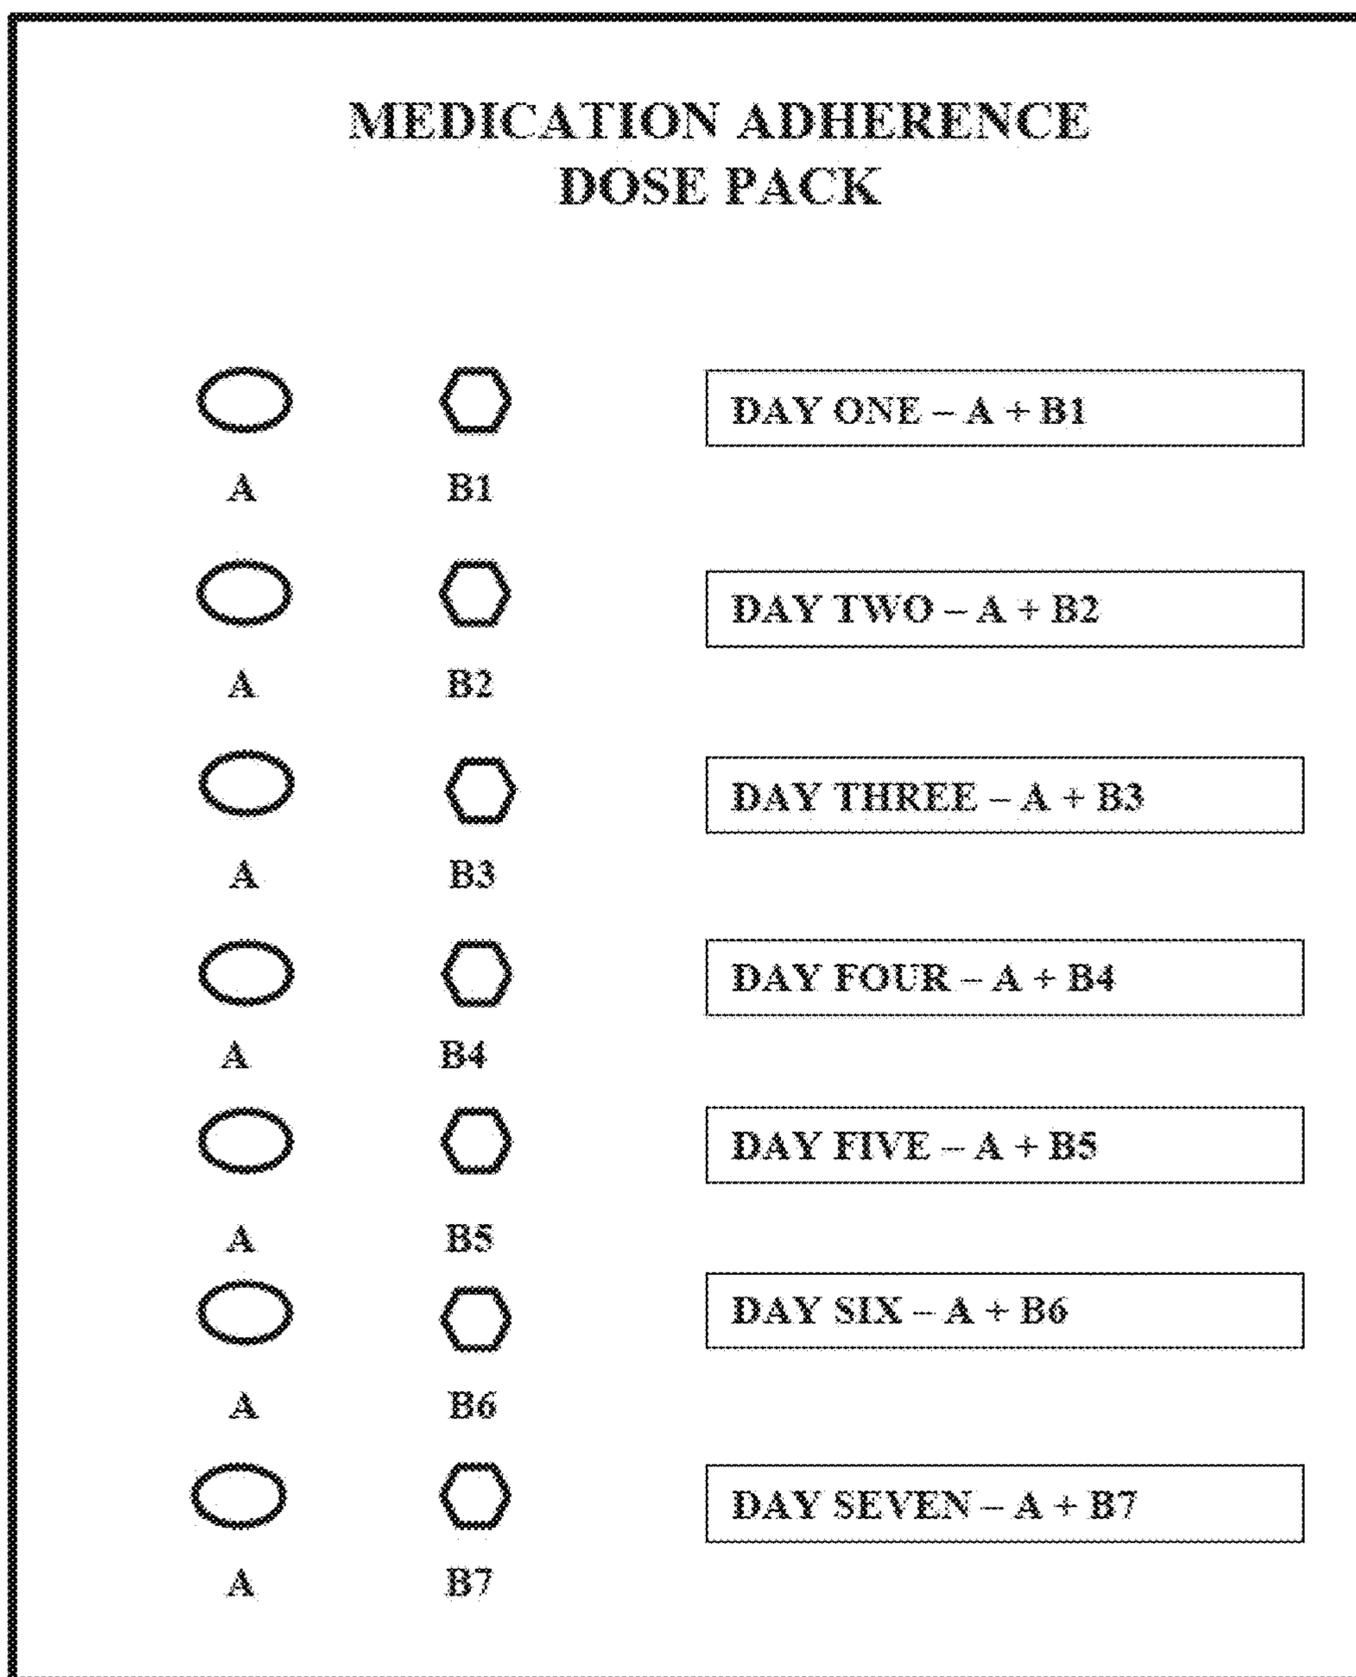 MEDICATION ADHERENCE
DOSE PACK
DAY ONE – A + B1
A B1
DAY TWO – A + B2
A B2
DAY THREE – A + B3
A B3
DAY FOUR – A + B4
A B4
DAY FIVE – A + B5
A B5
DAY SIX – A + B6
A B6
DAY SEVEN – A + B7
A B7